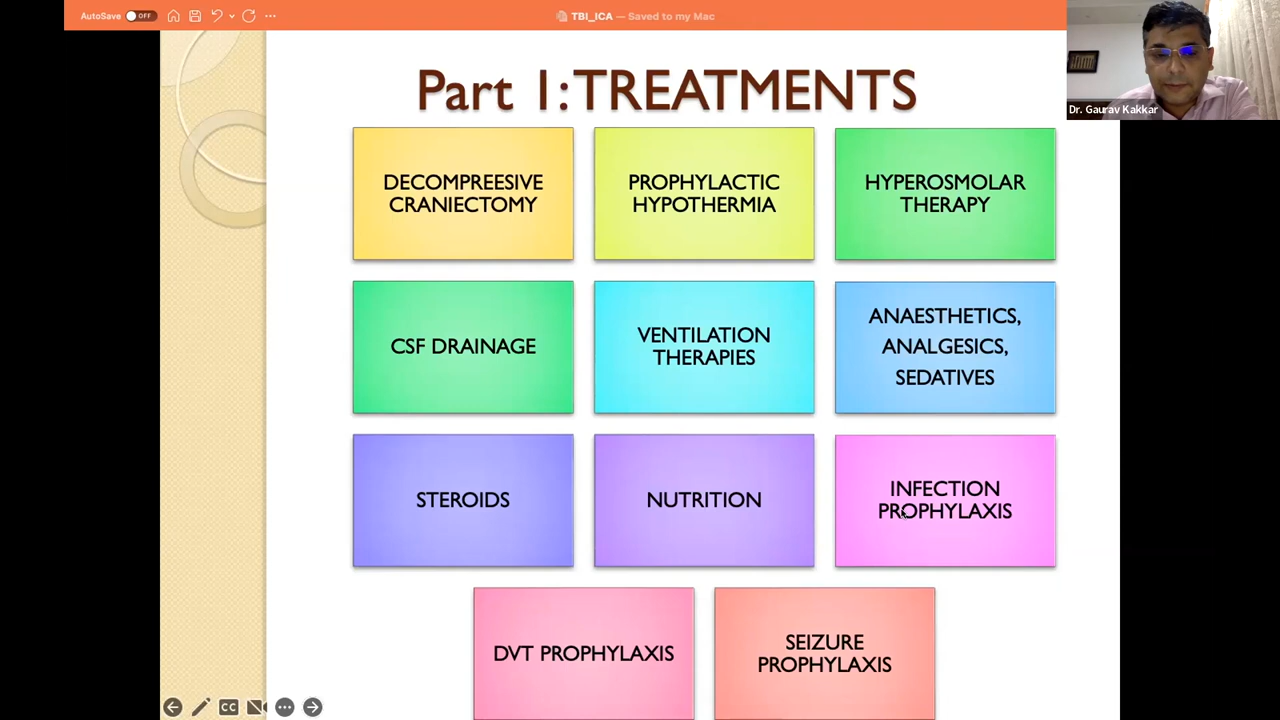 AutoSave OFF
TBI_ICA — Saved to my Mac
Dr. Gaurav Kakkar
Part 1:TREATMENTS
DECOMPREESIVE
CRANIECTOMY
PROPHYLACTIC
HYPOTHERMIA
HYPEROSMOLAR
THERAPY
CSF DRAINAGE
VENTILATION
THERAPIES
ANAESTHETICS,
ANALGESICS,
SEDATIVES
STEROIDS
NUTRITION
INFECTION
PROPHYLAXIS
DVT PROPHYLAXIS
SEIZURE
PROPHYLAXIS
CC